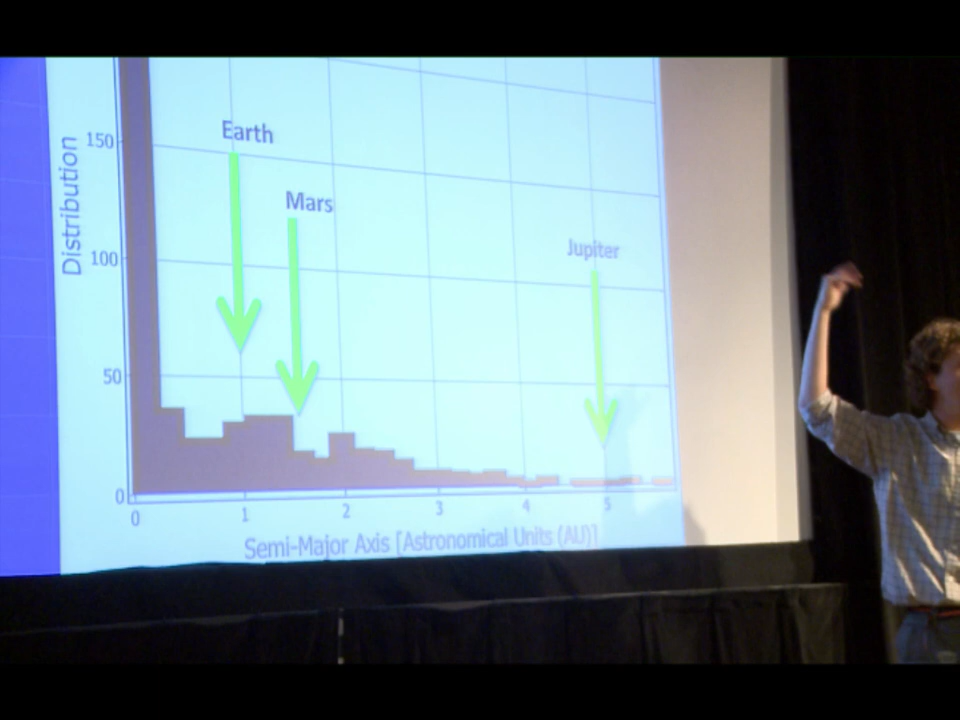 Earth
Mars
Jupiter
Distribution
150
100
50
0
0 1 2 3 4 5
Semi-Major Axis [Astronomical Units (AU)]